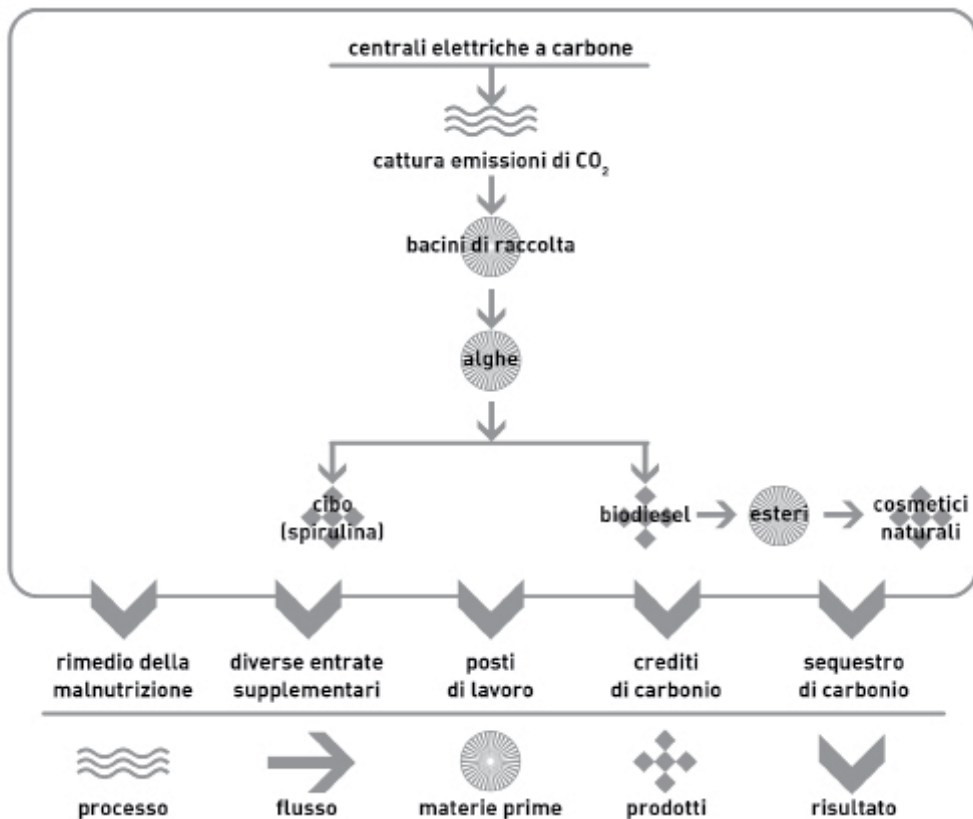 centrali elettriche a carbone
cattura emissioni di CO₂
bacini di raccolta
alghe
cibo
(spirulina)
biodiesel
esteri
cosmetici
naturali
rimedio della
malnutrizione
diverse entrate
supplementari
posti
di lavoro
crediti
di carbonio
sequestro
di carbonio
processo
flusso
materie prime
prodotti
risultato